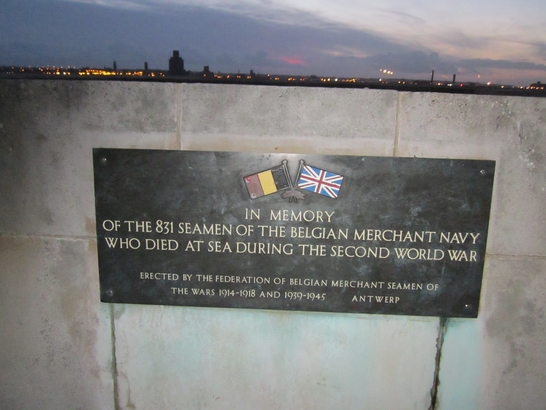 IN MEMORY
OF THE 831 SEAMEN OF THE BELGIAN MERCHANT NAVY
WHO DIED AT SEA DURING THE SECOND WORLD WAR
ERECTED BY THE FEDERATION OF BELGIAN MERCHANT SEAMEN OF
THE WARS 1914-1918 AND 1939-1945 ANTWERP